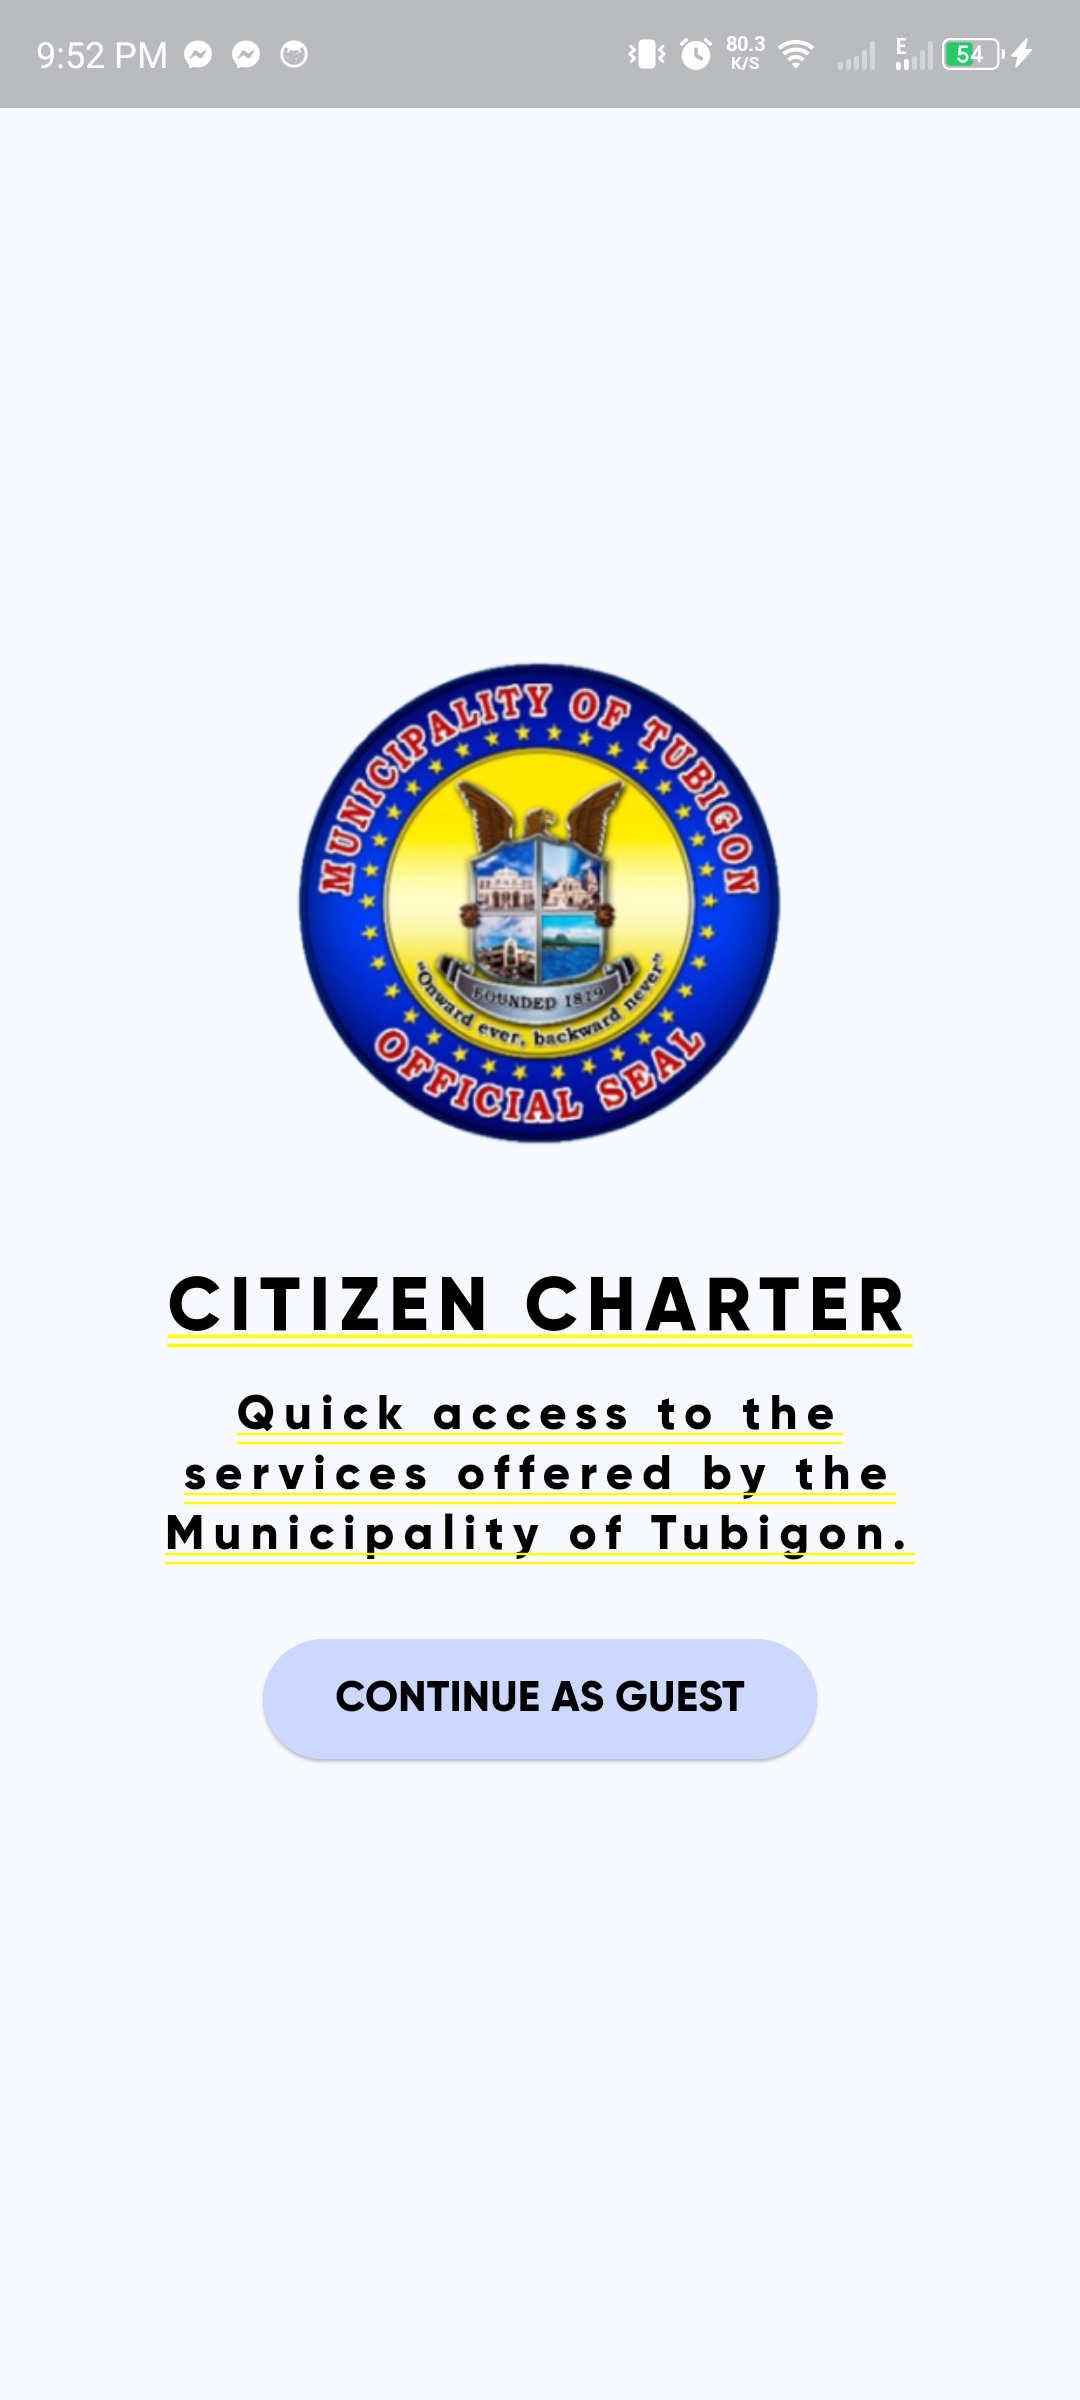 9:52 PM
80.3
K/S
E
54
MUNICIPALITY OF TUBIGON
FOUNDED 1819
"Onward ever, backward never"
OFFICIAL SEAL
CITIZEN CHARTER
Quick access to the
services offered by the
Municipality of Tubigon.
CONTINUE AS GUEST